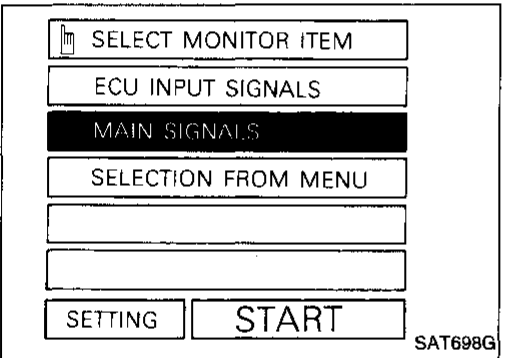 SELECT MONITOR ITEM
ECU INPUT SIGNALS
MAIN SIGNALS
SELECTION FROM MENU
SETTING START
SAT698G